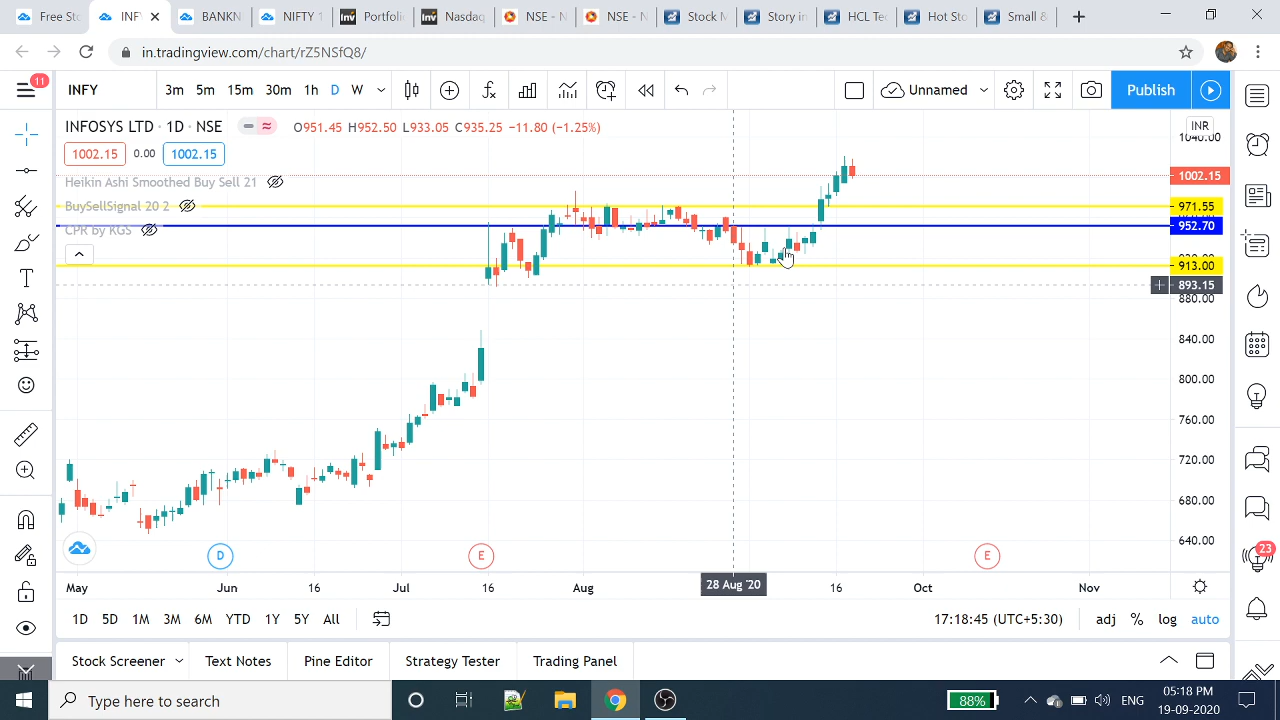 Free St
INF
BANKN
NIFTY 1
Inv Portfoli
Inv Nasdaq
NSE - N
NSE - N
Stock M
Story in
HCL Te
Hot Sto
Small &
in.tradingview.com/chart/rZ5NSfQ8/
11
INFY 3m 5m 15m 30m 1h D W Unnamed Publish
INFOSYS LTD · 1D · NSE O951.45 H952.50 L933.05 C935.25 −11.80 (−1.25%)
INR
1040.00
1002.15 0.00 1002.15
1002.15
Heikin Ashi Smoothed Buy Sell 21
BuySellSignal 20 2
971.55
CPR by KGS
952.70
913.00
893.15
880.00
840.00
800.00
760.00
720.00
680.00
640.00
D E E
May Jun 16 Jul 16 Aug 28 Aug '20 16 Oct Nov
23
1D 5D 1M 3M 6M YTD 1Y 5Y All 17:18:45 (UTC+5:30) adj % log auto
Stock Screener Text Notes Pine Editor Strategy Tester Trading Panel
Type here to search
88%
ENG
05:18 PM
19-09-2020